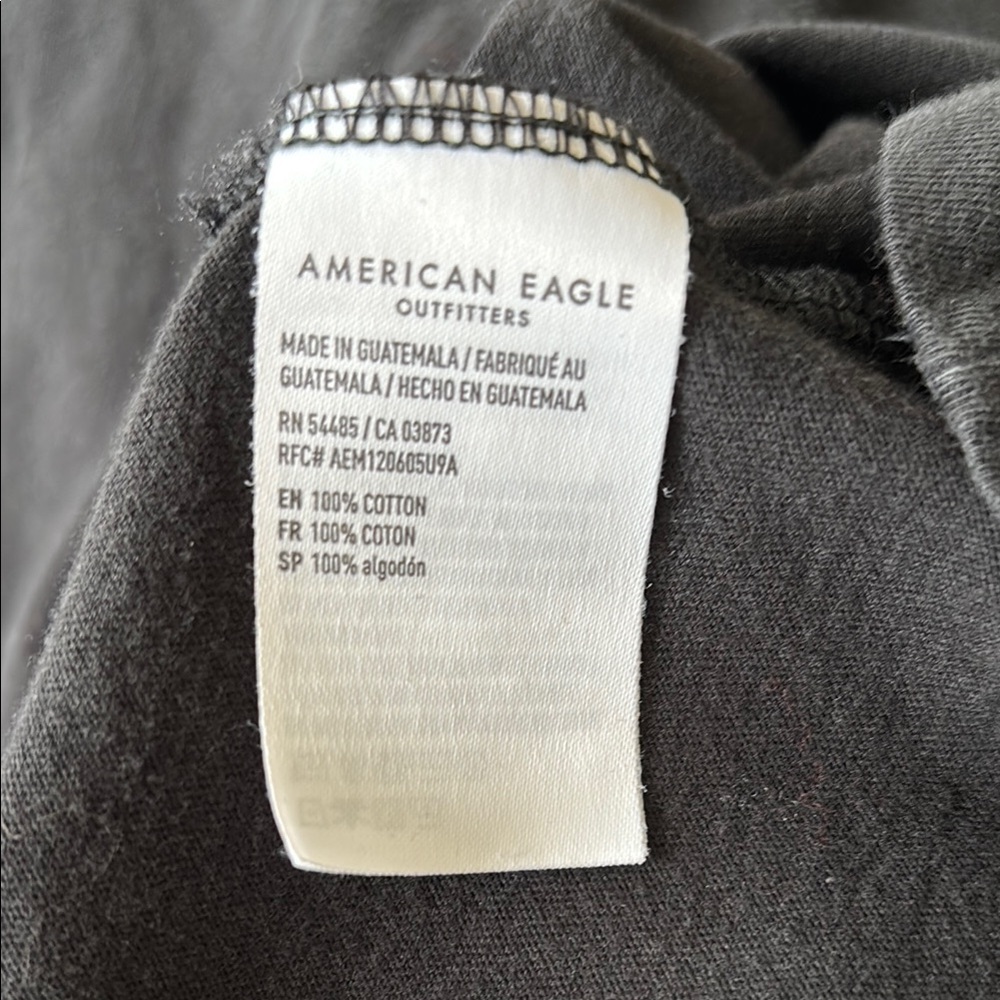 AMERICAN EAGLE
OUTFITTERS
MADE IN GUATEMALA / FABRIQUÉ AU
GUATEMALA / HECHO EN GUATEMALA
RN 54485 / CA 03873
RFC# AEM120605U9A
EN 100% COTTON
FR 100% COTON
SP 100% algodón